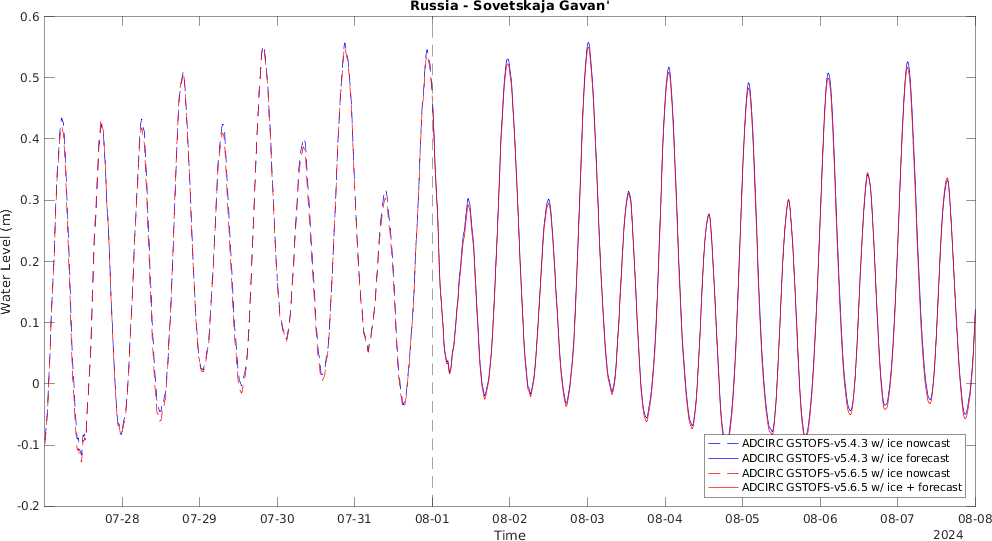 Russia - Sovetskaja Gavan'
0.6
0.5
0.4
0.3
0.2
0.1
0
-0.1
-0.2
Water Level (m)
ADCIRC GSTOFS-v5.4.3 w/ ice nowcast
ADCIRC GSTOFS-v5.4.3 w/ ice forecast
ADCIRC GSTOFS-v5.6.5 w/ ice nowcast
ADCIRC GSTOFS-v5.6.5 w/ ice + forecast
07-28 07-29 07-30 07-31 08-01 08-02 08-03 08-04 08-05 08-06 08-07 08-08
Time
2024